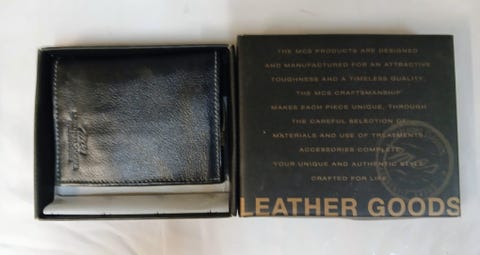 THE MCS PRODUCTS ARE DESIGNED
AND MANUFACTURED FOR AN ATTRACTIVE
TOUGHNESS AND A TIMELESS QUALITY.
THE MCS CRAFTSMANSHIP
MAKES EACH PIECE UNIQUE, THROUGH
THE CAREFUL SELECTION OF
MATERIALS AND USE OF TREATMENTS.
ACCESSORIES COMPLETE
YOUR UNIQUE AND AUTHENTIC STYLE.
CRAFTED FOR LIFE.
LEATHER GOODS